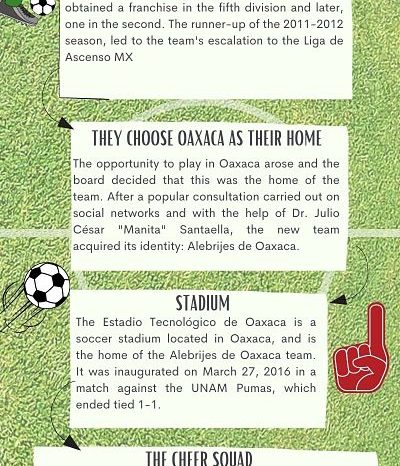 obtained a franchise in the fifth division and later,
one in the second. The runner-up of the 2011-2012
season, led to the team's escalation to the Liga de
Ascenso MX
THEY CHOOSE OAXACA AS THEIR HOME
The opportunity to play in Oaxaca arose and the
board decided that this was the home of the
team. After a popular consultation carried out on
social networks and with the help of Dr. Julio
César "Manita" Santaella, the new team
acquired its identity: Alebrijes de Oaxaca.
STADIUM
The Estadio Tecnológico de Oaxaca is a
soccer stadium located in Oaxaca, and is
the home of the Alebrijes de Oaxaca team.
It was inaugurated on March 27, 2016 in a
match against the UNAM Pumas, which
ended tied 1-1.
THE CHEER SQUAD